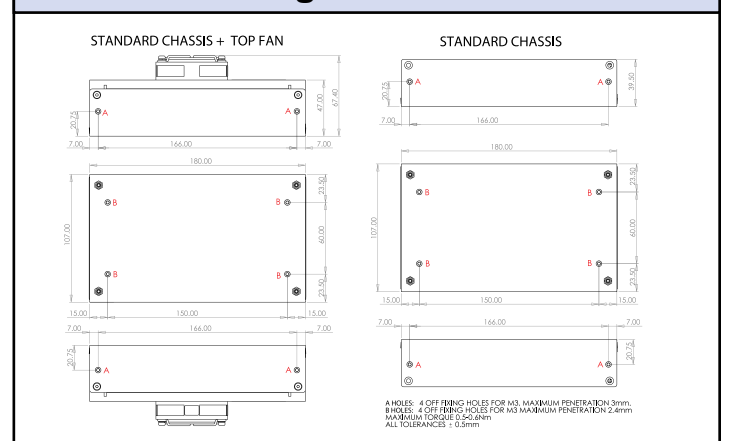 STANDARD CHASSIS + TOP FAN
STANDARD CHASSIS
A
A
20.75
47.00
67.40
7.00
166.00
7.00
180.00
A
A
20.75
39.50
7.00
166.00
180.00
B
B
B
B
107.00
23.50
60.00
23.50
15.00
150.00
15.00
B
B
B
B
107.00
23.50
60.00
23.50
15.00
150.00
15.00
7.00
166.00
7.00
20.75
A
A
7.00
166.00
7.00
20.75
A
A
A HOLES: 4 OFF FIXING HOLES FOR M3. MAXIMUM PENETRATION 3mm.
B HOLES: 4 OFF FIXING HOLES FOR M3 MAXIMUM PENETRATION 2.4mm
MAXIMUM TORQUE 0.5-0.6Nm
ALL TOLERANCES ± 0.5mm